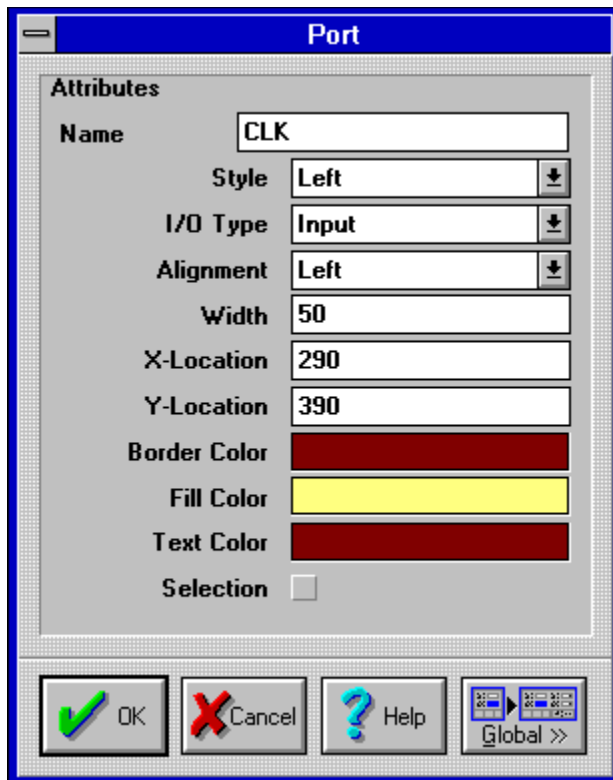 Port
Attributes
Name CLK
Style Left
I/O Type Input
Alignment Left
Width 50
X-Location 290
Y-Location 390
Border Color
Fill Color
Text Color
Selection
OK Cancel Help Global >>